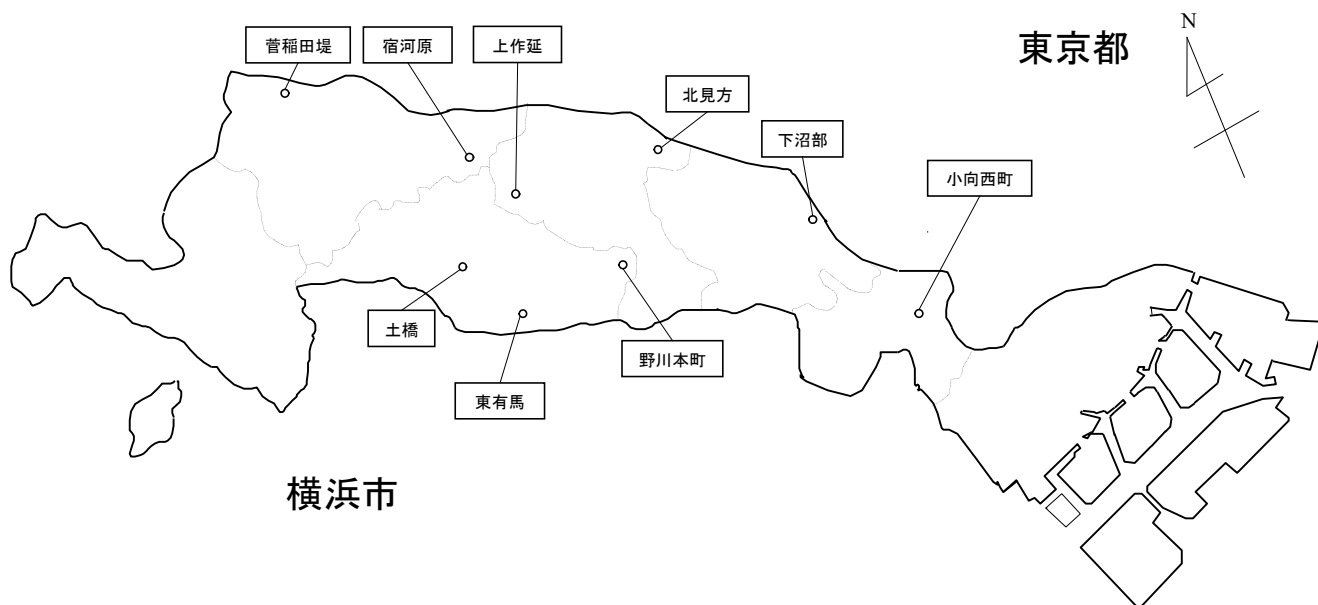 N
東京都
菅稲田堤
宿河原
上作延
北見方
下沼部
小向西町
土橋
東有馬
野川本町
横浜市